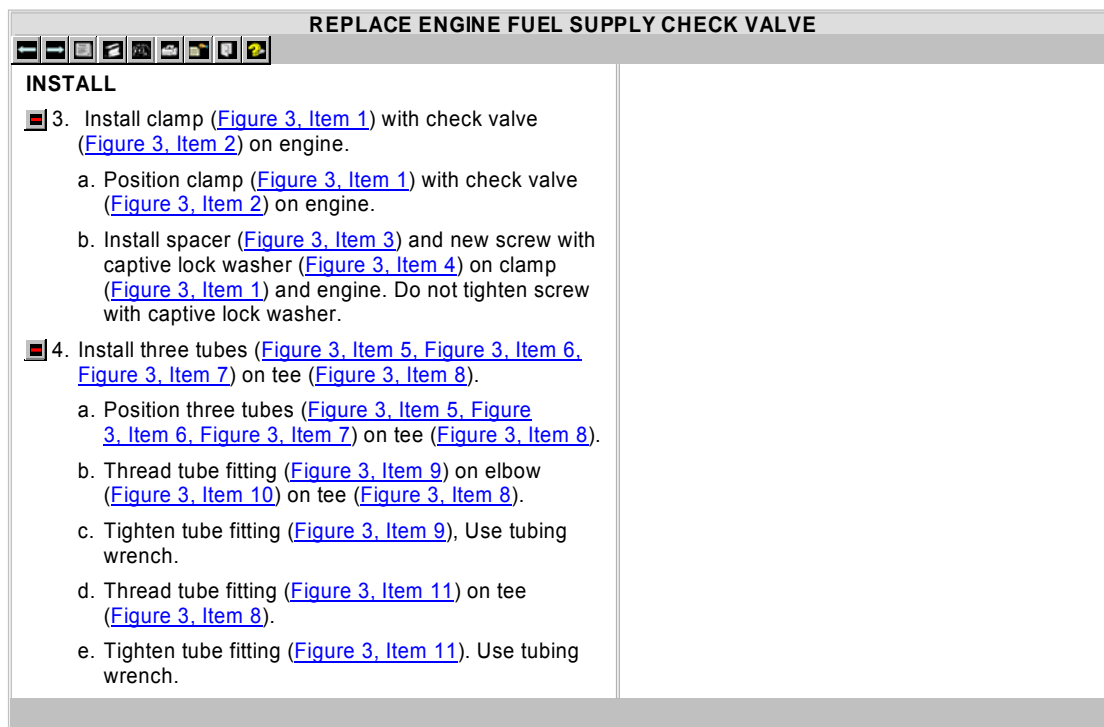 REPLACE ENGINE FUEL SUPPLY CHECK VALVE
INSTALL
3. Install clamp (Figure 3, Item 1) with check valve
(Figure 3, Item 2) on engine.
a. Position clamp (Figure 3, Item 1) with check valve
(Figure 3, Item 2) on engine.
b. Install spacer (Figure 3, Item 3) and new screw with
captive lock washer (Figure 3, Item 4) on clamp
(Figure 3, Item 1) and engine. Do not tighten screw
with captive lock washer.
4. Install three tubes (Figure 3, Item 5, Figure 3, Item 6,
Figure 3, Item 7) on tee (Figure 3, Item 8).
a. Position three tubes (Figure 3, Item 5, Figure
3, Item 6, Figure 3, Item 7) on tee (Figure 3, Item 8).
b. Thread tube fitting (Figure 3, Item 9) on elbow
(Figure 3, Item 10) on tee (Figure 3, Item 8).
c. Tighten tube fitting (Figure 3, Item 9), Use tubing
wrench.
d. Thread tube fitting (Figure 3, Item 11) on tee
(Figure 3, Item 8).
e. Tighten tube fitting (Figure 3, Item 11). Use tubing
wrench.